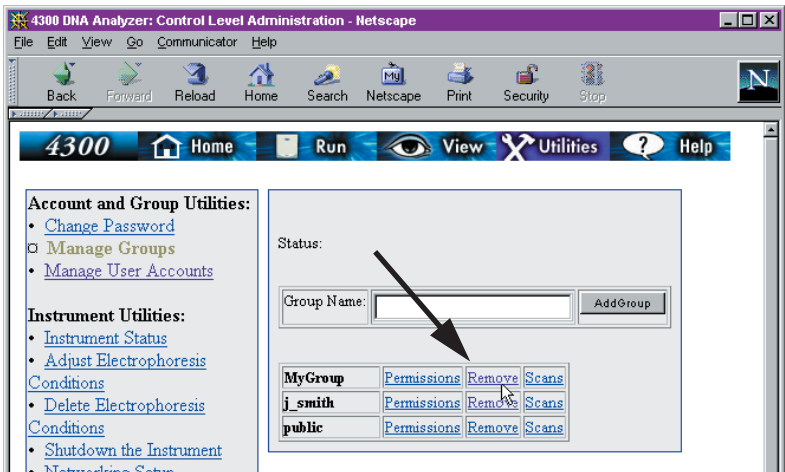 4300 DNA Analyzer: Control Level Administration - Netscape
File Edit View Go Communicator Help
Back Forward Reload Home Search Netscape Print Security Stop
My
N
4300 Home Run View Utilities ? Help
Account and Group Utilities:
• Change Password
¤ Manage Groups
• Manage User Accounts
Instrument Utilities:
• Instrument Status
• Adjust Electrophoresis
Conditions
• Delete Electrophoresis
Conditions
• Shutdown the Instrument
• Networking Setup
Status:
Group Name: AddGroup
MyGroup Permissions Remove Scans
j_smith Permissions Remove Scans
public Permissions Remove Scans